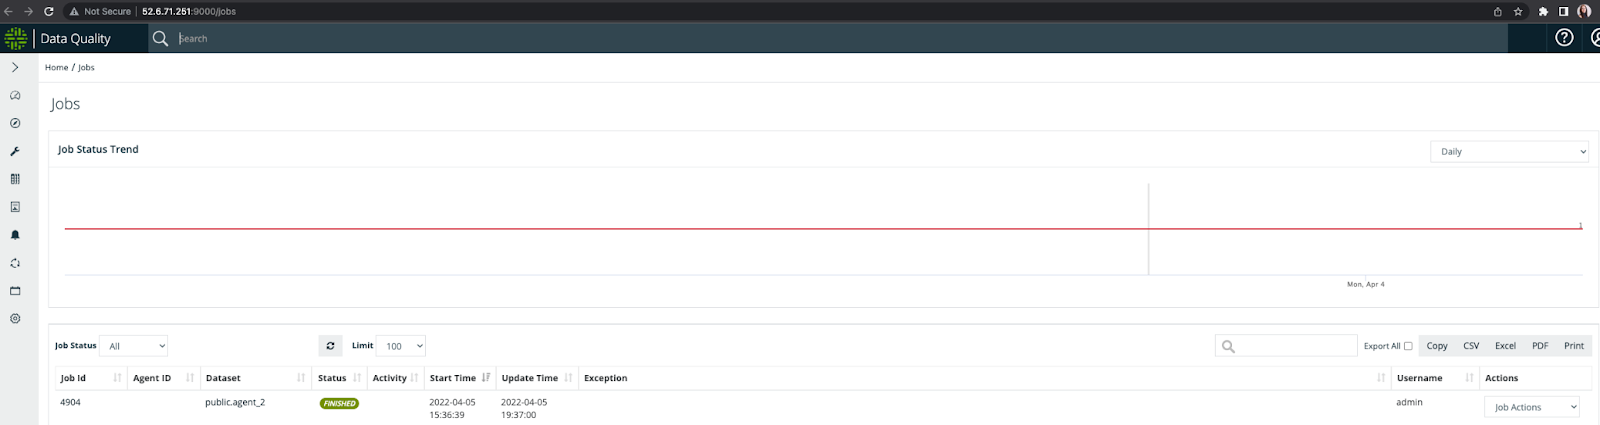 Not Secure | 52.6.71.251:9000/jobs
Data Quality
Search
Home / Jobs
Jobs
Job Status Trend
Daily
1
Mon, Apr 4
Job Status All Limit 100 Export All Copy CSV Excel PDF Print
Job Id Agent ID Dataset Status Activity Start Time Update Time Exception Username Actions
4904 public.agent_2 FINISHED 2022-04-05 15:36:39 2022-04-05 19:37:00 admin Job Actions